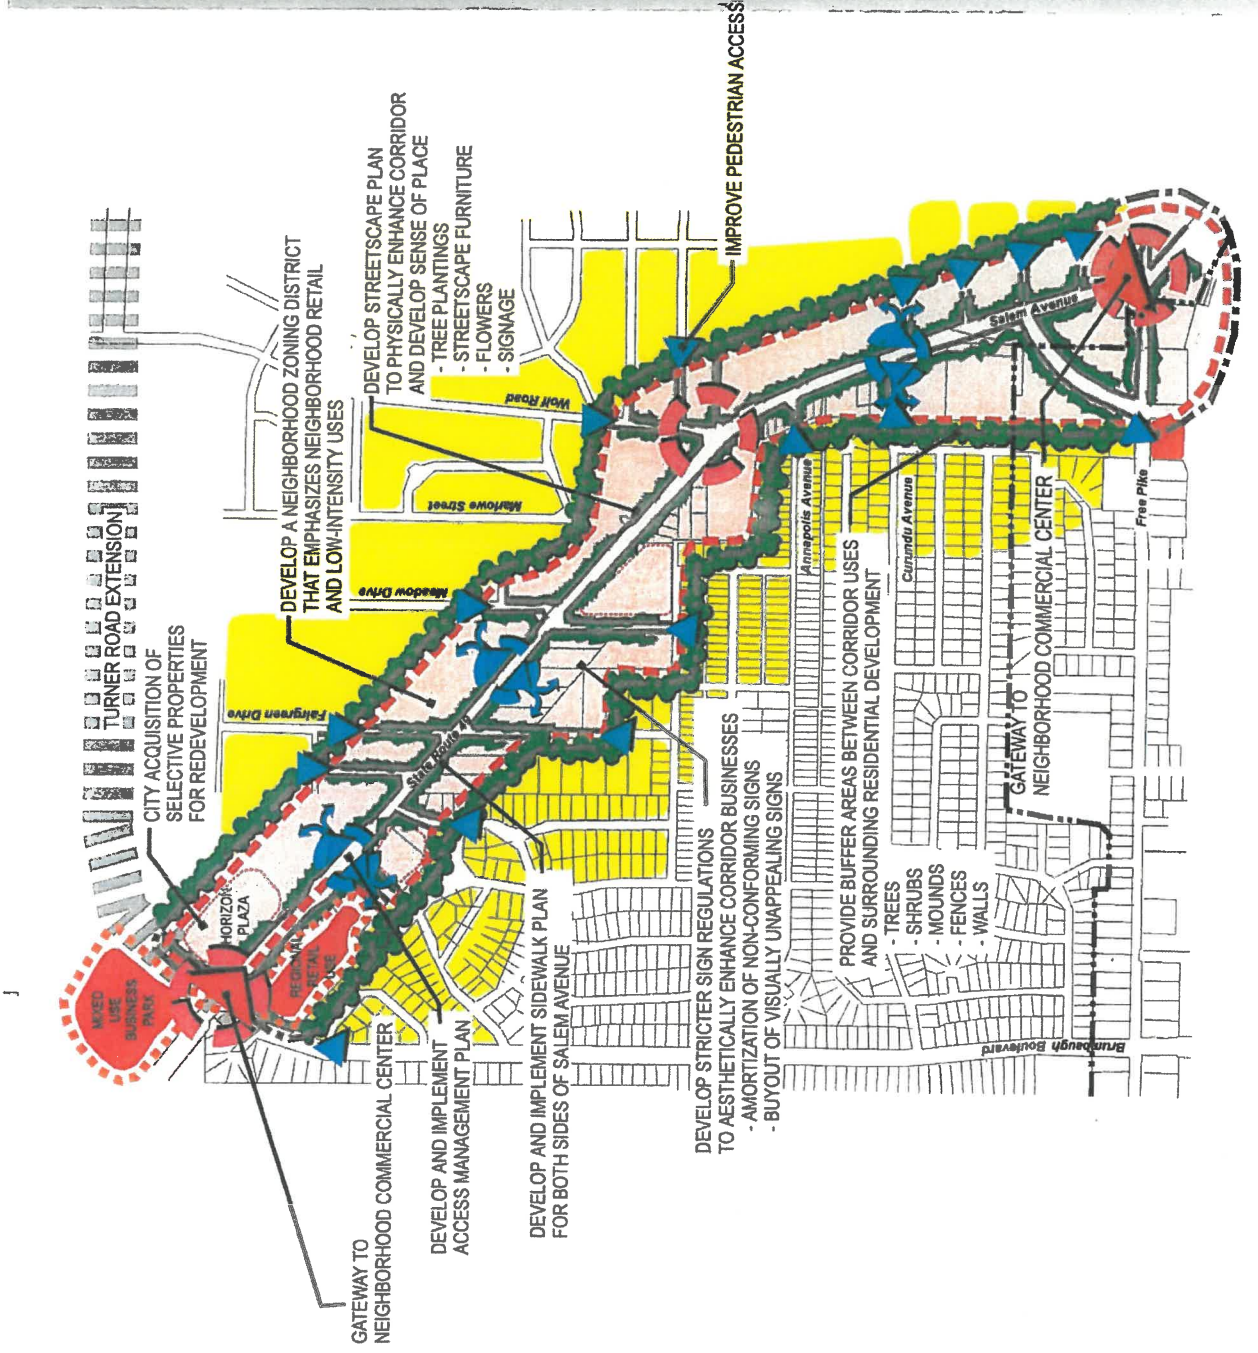 TURNER ROAD EXTENSION
CITY ACQUISITION OF
SELECTIVE PROPERTIES
FOR REDEVELOPMENT
DEVELOP A NEIGHBORHOOD ZONING DISTRICT
THAT EMPHASIZES NEIGHBORHOOD RETAIL
AND LOW-INTENSITY USES
DEVELOP STREETSCAPE PLAN
TO PHYSICALLY ENHANCE CORRIDOR
AND DEVELOP SENSE OF PLACE
- TREE PLANTINGS
- STREETSCAPE FURNITURE
- FLOWERS
- SIGNAGE
IMPROVE PEDESTRIAN ACCESS
MIXED
USE
BUSINESS
PARK
HORIZON
PLAZA
REGIONAL
RETAIL
USE
Fairgreen Drive
Meadow Drive
Marlowe Street
Wolf Road
State Route 49
Salem Avenue
Annapolis Avenue
Curundu Avenue
Free Pike
Brumbaugh Boulevard
GATEWAY TO
NEIGHBORHOOD COMMERCIAL CENTER
DEVELOP AND IMPLEMENT
ACCESS MANAGEMENT PLAN
DEVELOP AND IMPLEMENT SIDEWALK PLAN
FOR BOTH SIDES OF SALEM AVENUE
DEVELOP STRICTER SIGN REGULATIONS
TO AESTHETICALLY ENHANCE CORRIDOR BUSINESSES
- AMORTIZATION OF NON-CONFORMING SIGNS
- BUYOUT OF VISUALLY UNAPPEALING SIGNS
PROVIDE BUFFER AREAS BETWEEN CORRIDOR USES
AND SURROUNDING RESIDENTIAL DEVELOPMENT
- TREES
- SHRUBS
- MOUNDS
- FENCES
- WALLS
GATEWAY TO
NEIGHBORHOOD COMMERCIAL CENTER